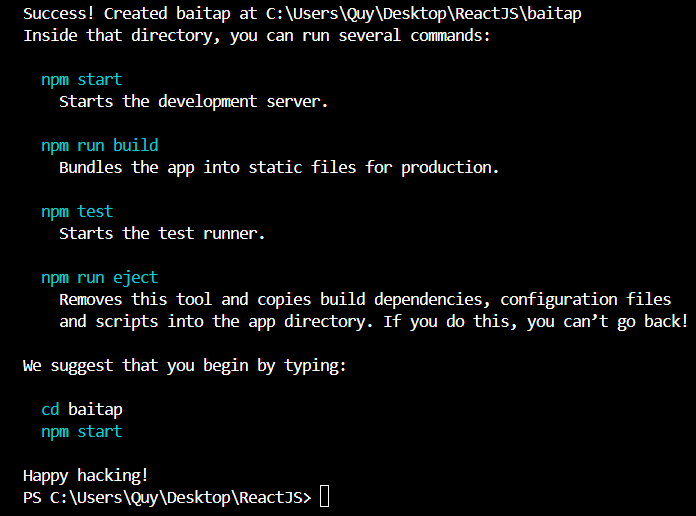 Success! Created baitap at C:\Users\Quy\Desktop\ReactJS\baitap
Inside that directory, you can run several commands:
npm start
Starts the development server.
npm run build
Bundles the app into static files for production.
npm test
Starts the test runner.
npm run eject
Removes this tool and copies build dependencies, configuration files
and scripts into the app directory. If you do this, you can’t go back!
We suggest that you begin by typing:
cd baitap
npm start
Happy hacking!
PS C:\Users\Quy\Desktop\ReactJS>